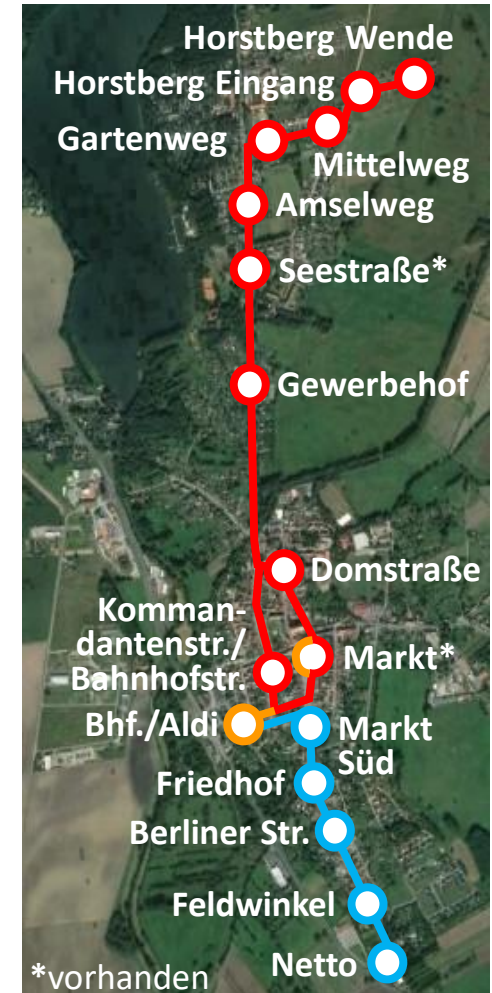 Horstberg Wende
Horstberg Eingang
Gartenweg
Mittelweg
Amselweg
Seestraße*
Gewerbehof
Domstraße
Komman-
dantenstr./
Bahnhofstr.
Markt*
Bhf./Aldi
Markt
Süd
Friedhof
Berliner Str.
Feldwinkel
Netto
*vorhanden